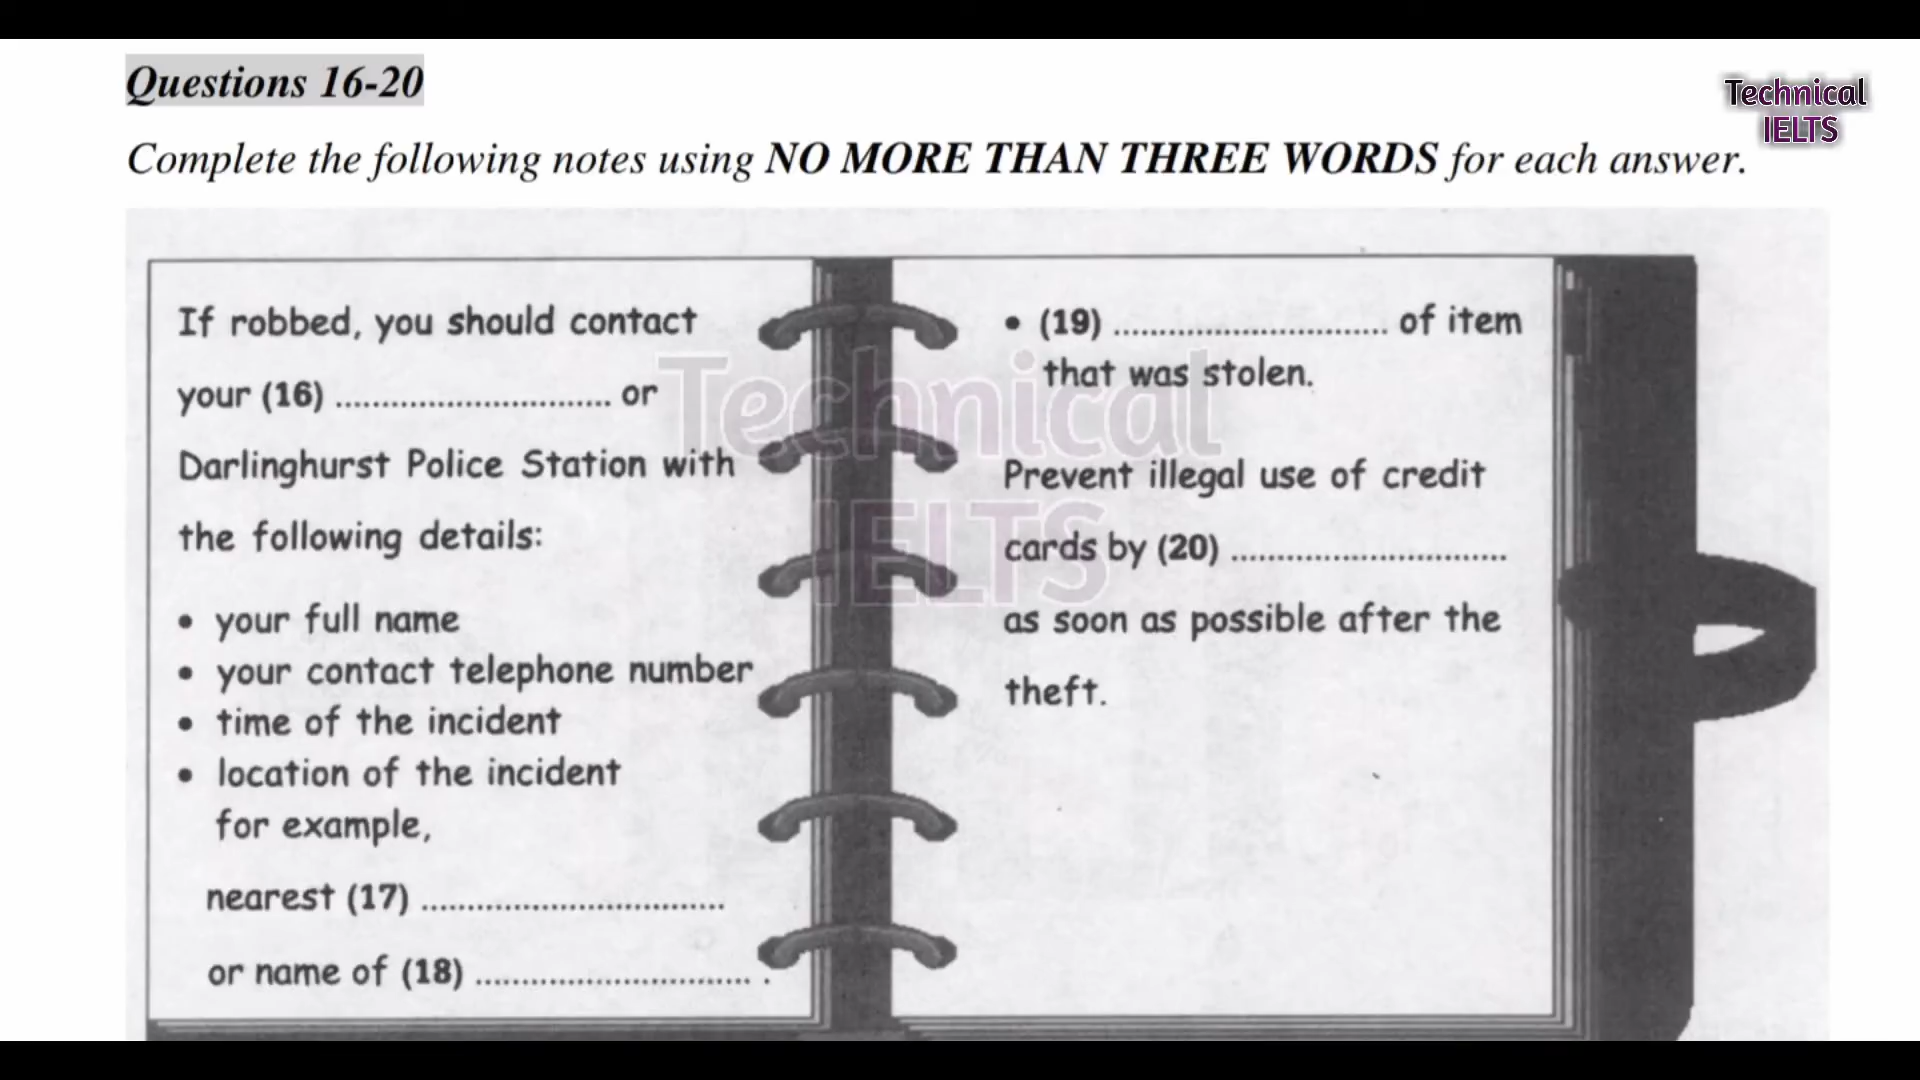 Questions 16-20
Technical
IELTS
Complete the following notes using NO MORE THAN THREE WORDS for each answer.
If robbed, you should contact
your (16) .............................. or
Darlinghurst Police Station with
the following details:
• your full name
• your contact telephone number
• time of the incident
• location of the incident
for example,
nearest (17) .................................
or name of (18) .............................. .
• (19) .............................. of item
that was stolen.
Prevent illegal use of credit
cards by (20) ..............................
as soon as possible after the
theft.
Technical
IELTS